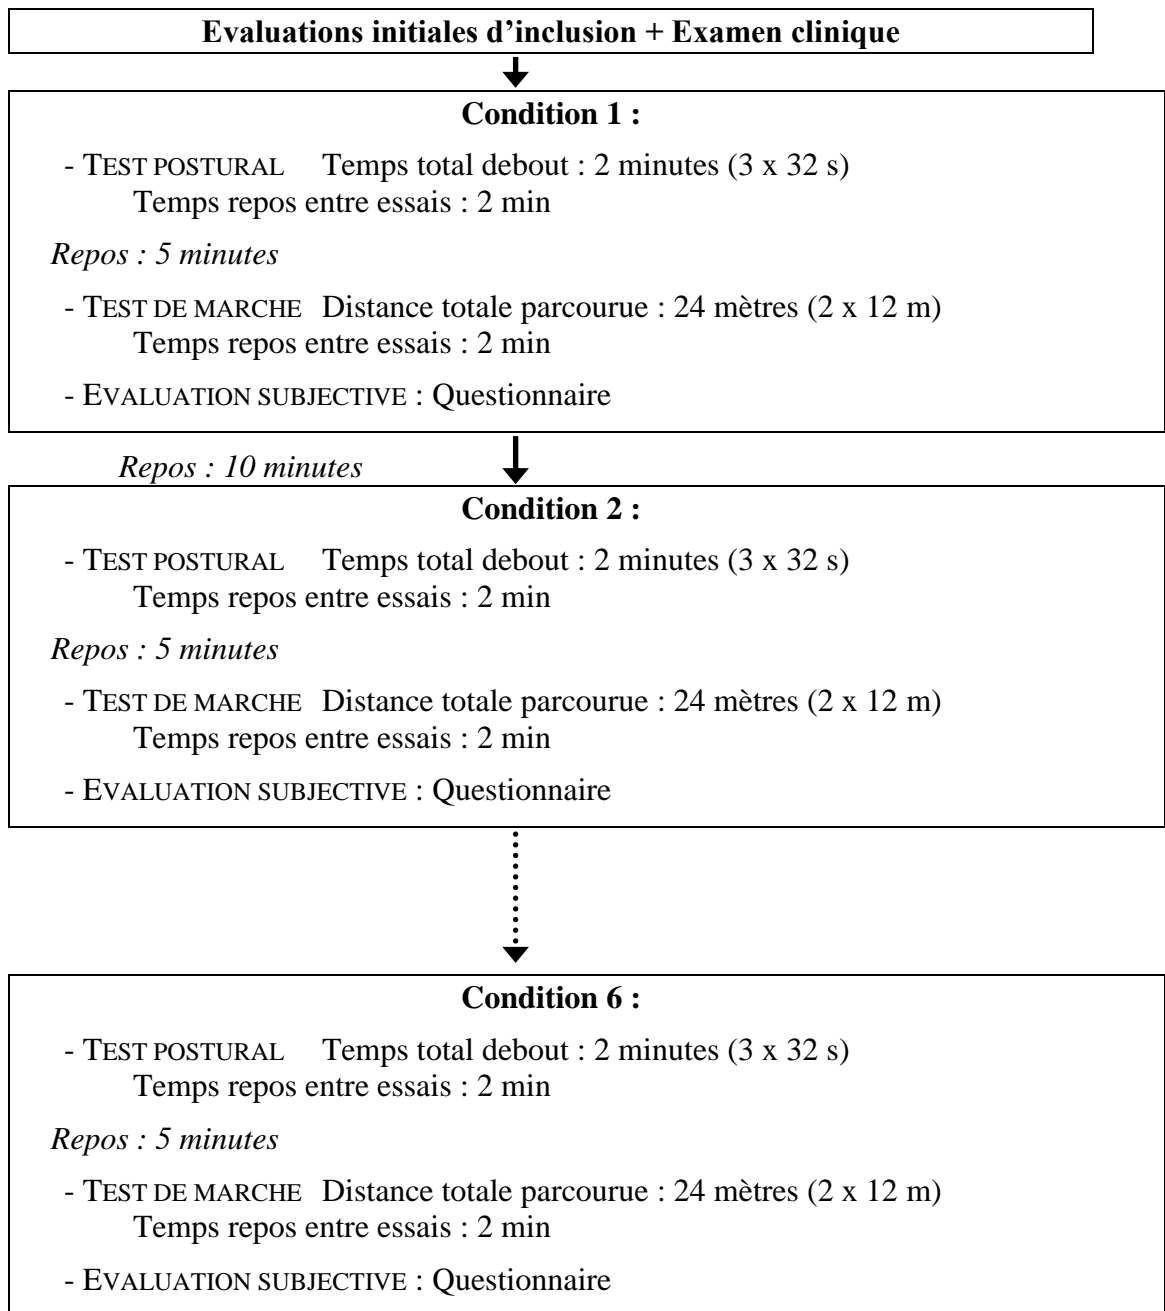 Evaluations initiales d’inclusion + Examen clinique
Condition 1 :
- TEST POSTURAL Temps total debout : 2 minutes (3 x 32 s)
Temps repos entre essais : 2 min
Repos : 5 minutes
- TEST DE MARCHE Distance totale parcourue : 24 mètres (2 x 12 m)
Temps repos entre essais : 2 min
- EVALUATION SUBJECTIVE : Questionnaire
Repos : 10 minutes
Condition 2 :
- TEST POSTURAL Temps total debout : 2 minutes (3 x 32 s)
Temps repos entre essais : 2 min
Repos : 5 minutes
- TEST DE MARCHE Distance totale parcourue : 24 mètres (2 x 12 m)
Temps repos entre essais : 2 min
- EVALUATION SUBJECTIVE : Questionnaire
Condition 6 :
- TEST POSTURAL Temps total debout : 2 minutes (3 x 32 s)
Temps repos entre essais : 2 min
Repos : 5 minutes
- TEST DE MARCHE Distance totale parcourue : 24 mètres (2 x 12 m)
Temps repos entre essais : 2 min
- EVALUATION SUBJECTIVE : Questionnaire